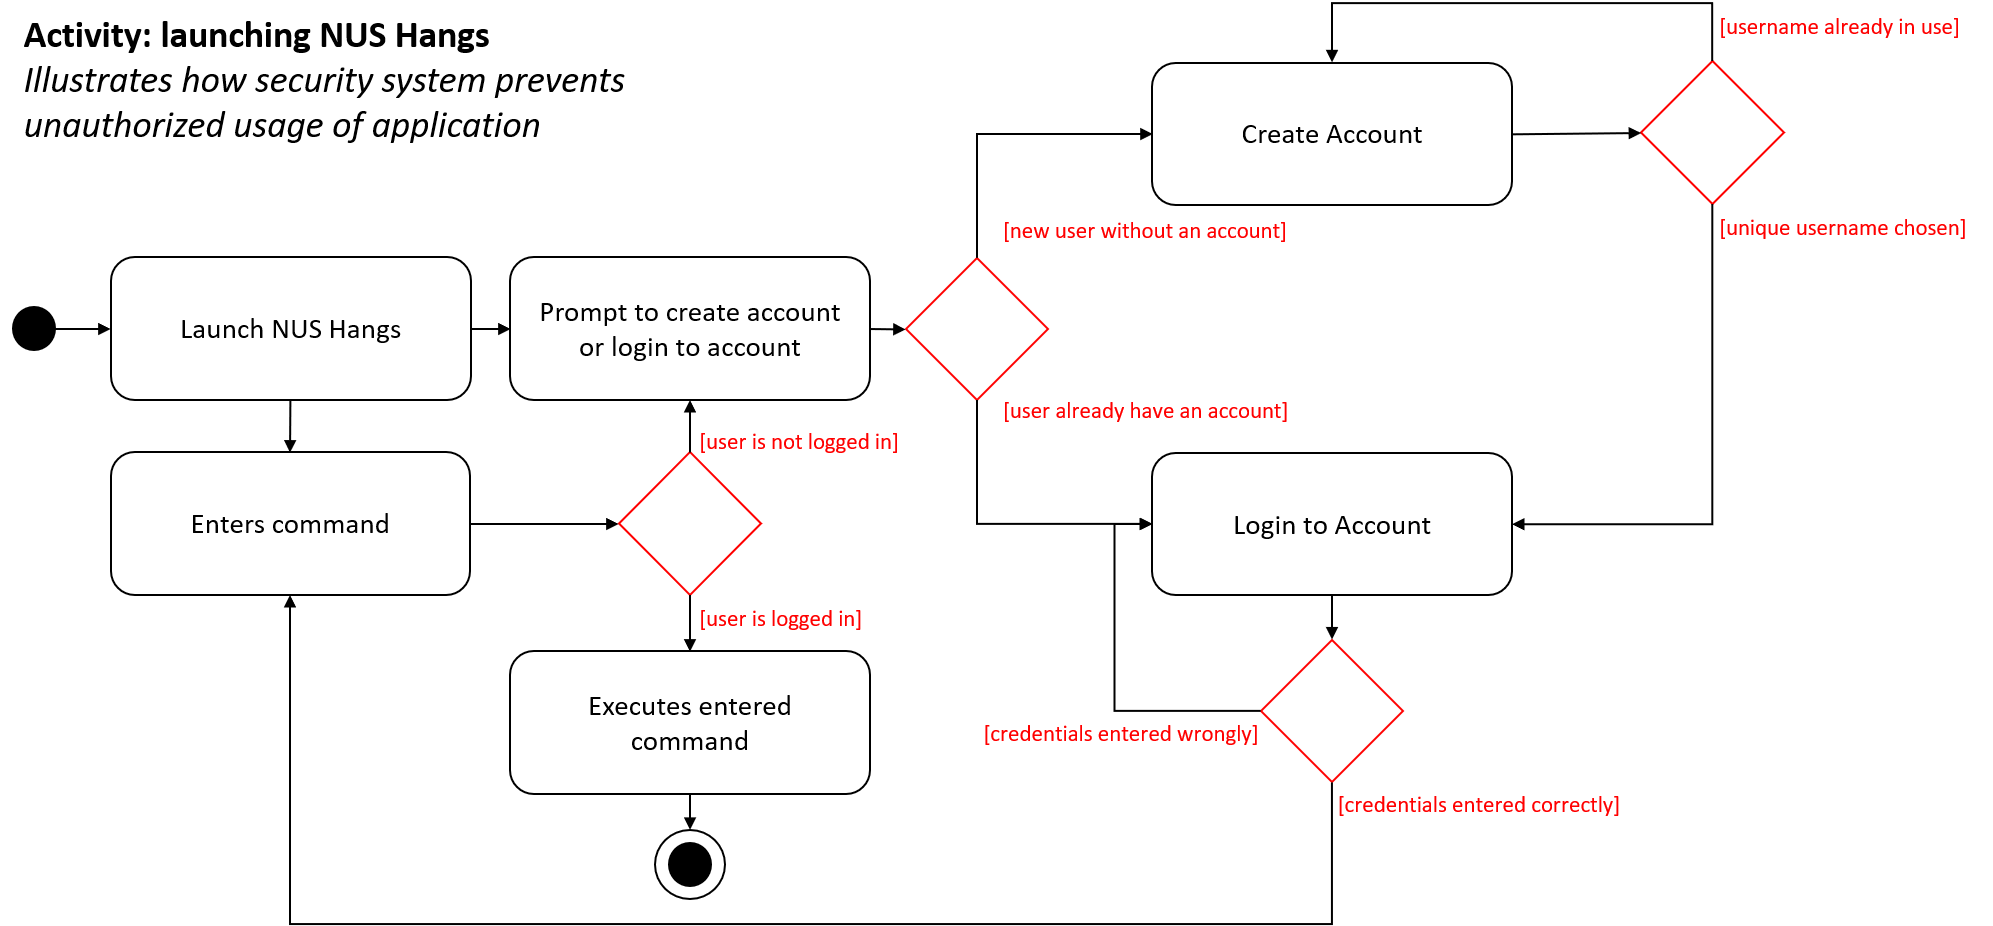 Activity: launching NUS Hangs
Illustrates how security system prevents
unauthorized usage of application
[username already in use]
Create Account
[new user without an account]
[unique username chosen]
Launch NUS Hangs
Prompt to create account
or login to account
[user already have an account]
[user is not logged in]
Enters command
Login to Account
[user is logged in]
Executes entered
command
[credentials entered wrongly]
[credentials entered correctly]